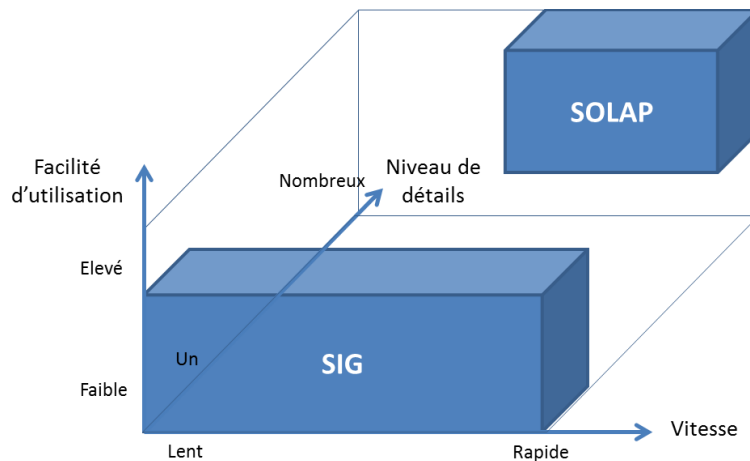 SOLAP
Facilité
d'utilisation
Nombreux
Niveau de
détails
Elevé
Un
SIG
Faible
Lent
Rapide
Vitesse